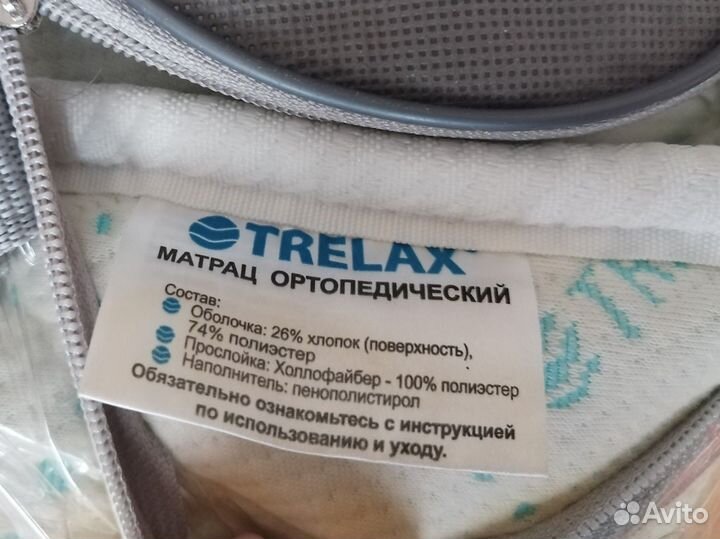 TRELAX
МАТРАЦ ОРТОПЕДИЧЕСКИЙ
Состав:
Оболочка: 26% хлопок (поверхность),
74% полиэстер
Прослойка: Холлофайбер - 100% полиэстер
Наполнитель: пенополистирол
Обязательно ознакомьтесь с инструкцией
по использованию и уходу.
Avito